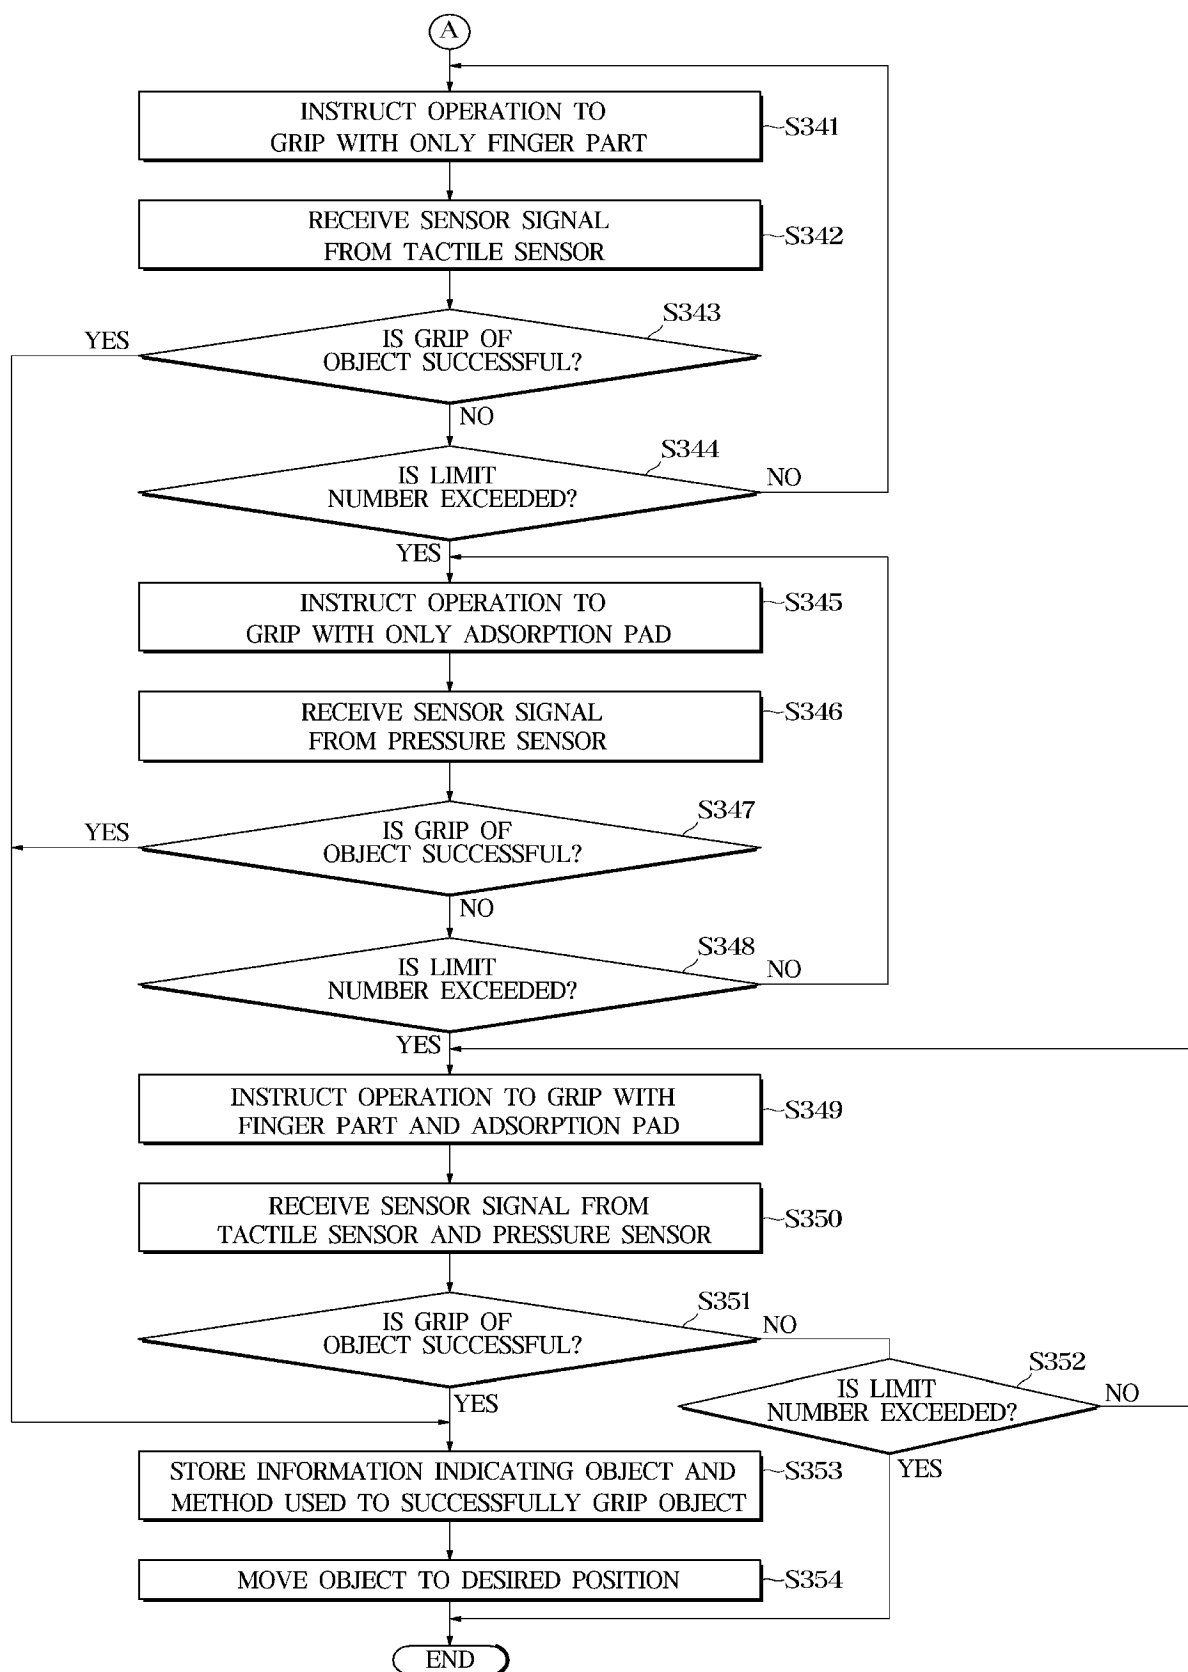 A
INSTRUCT OPERATION TO
GRIP WITH ONLY FINGER PART
S341
RECEIVE SENSOR SIGNAL
FROM TACTILE SENSOR
S342
S343
YES
IS GRIP OF
OBJECT SUCCESSFUL?
NO
S344
IS LIMIT
NUMBER EXCEEDED?
NO
YES
INSTRUCT OPERATION TO
GRIP WITH ONLY ADSORPTION PAD
S345
RECEIVE SENSOR SIGNAL
FROM PRESSURE SENSOR
S346
S347
YES
IS GRIP OF
OBJECT SUCCESSFUL?
NO
S348
IS LIMIT
NUMBER EXCEEDED?
NO
YES
INSTRUCT OPERATION TO GRIP WITH
FINGER PART AND ADSORPTION PAD
S349
RECEIVE SENSOR SIGNAL FROM
TACTILE SENSOR AND PRESSURE SENSOR
S350
S351
IS GRIP OF
OBJECT SUCCESSFUL?
NO
YES
S352
IS LIMIT
NUMBER EXCEEDED?
NO
YES
STORE INFORMATION INDICATING OBJECT AND
METHOD USED TO SUCCESSFULLY GRIP OBJECT
S353
MOVE OBJECT TO DESIRED POSITION
S354
END